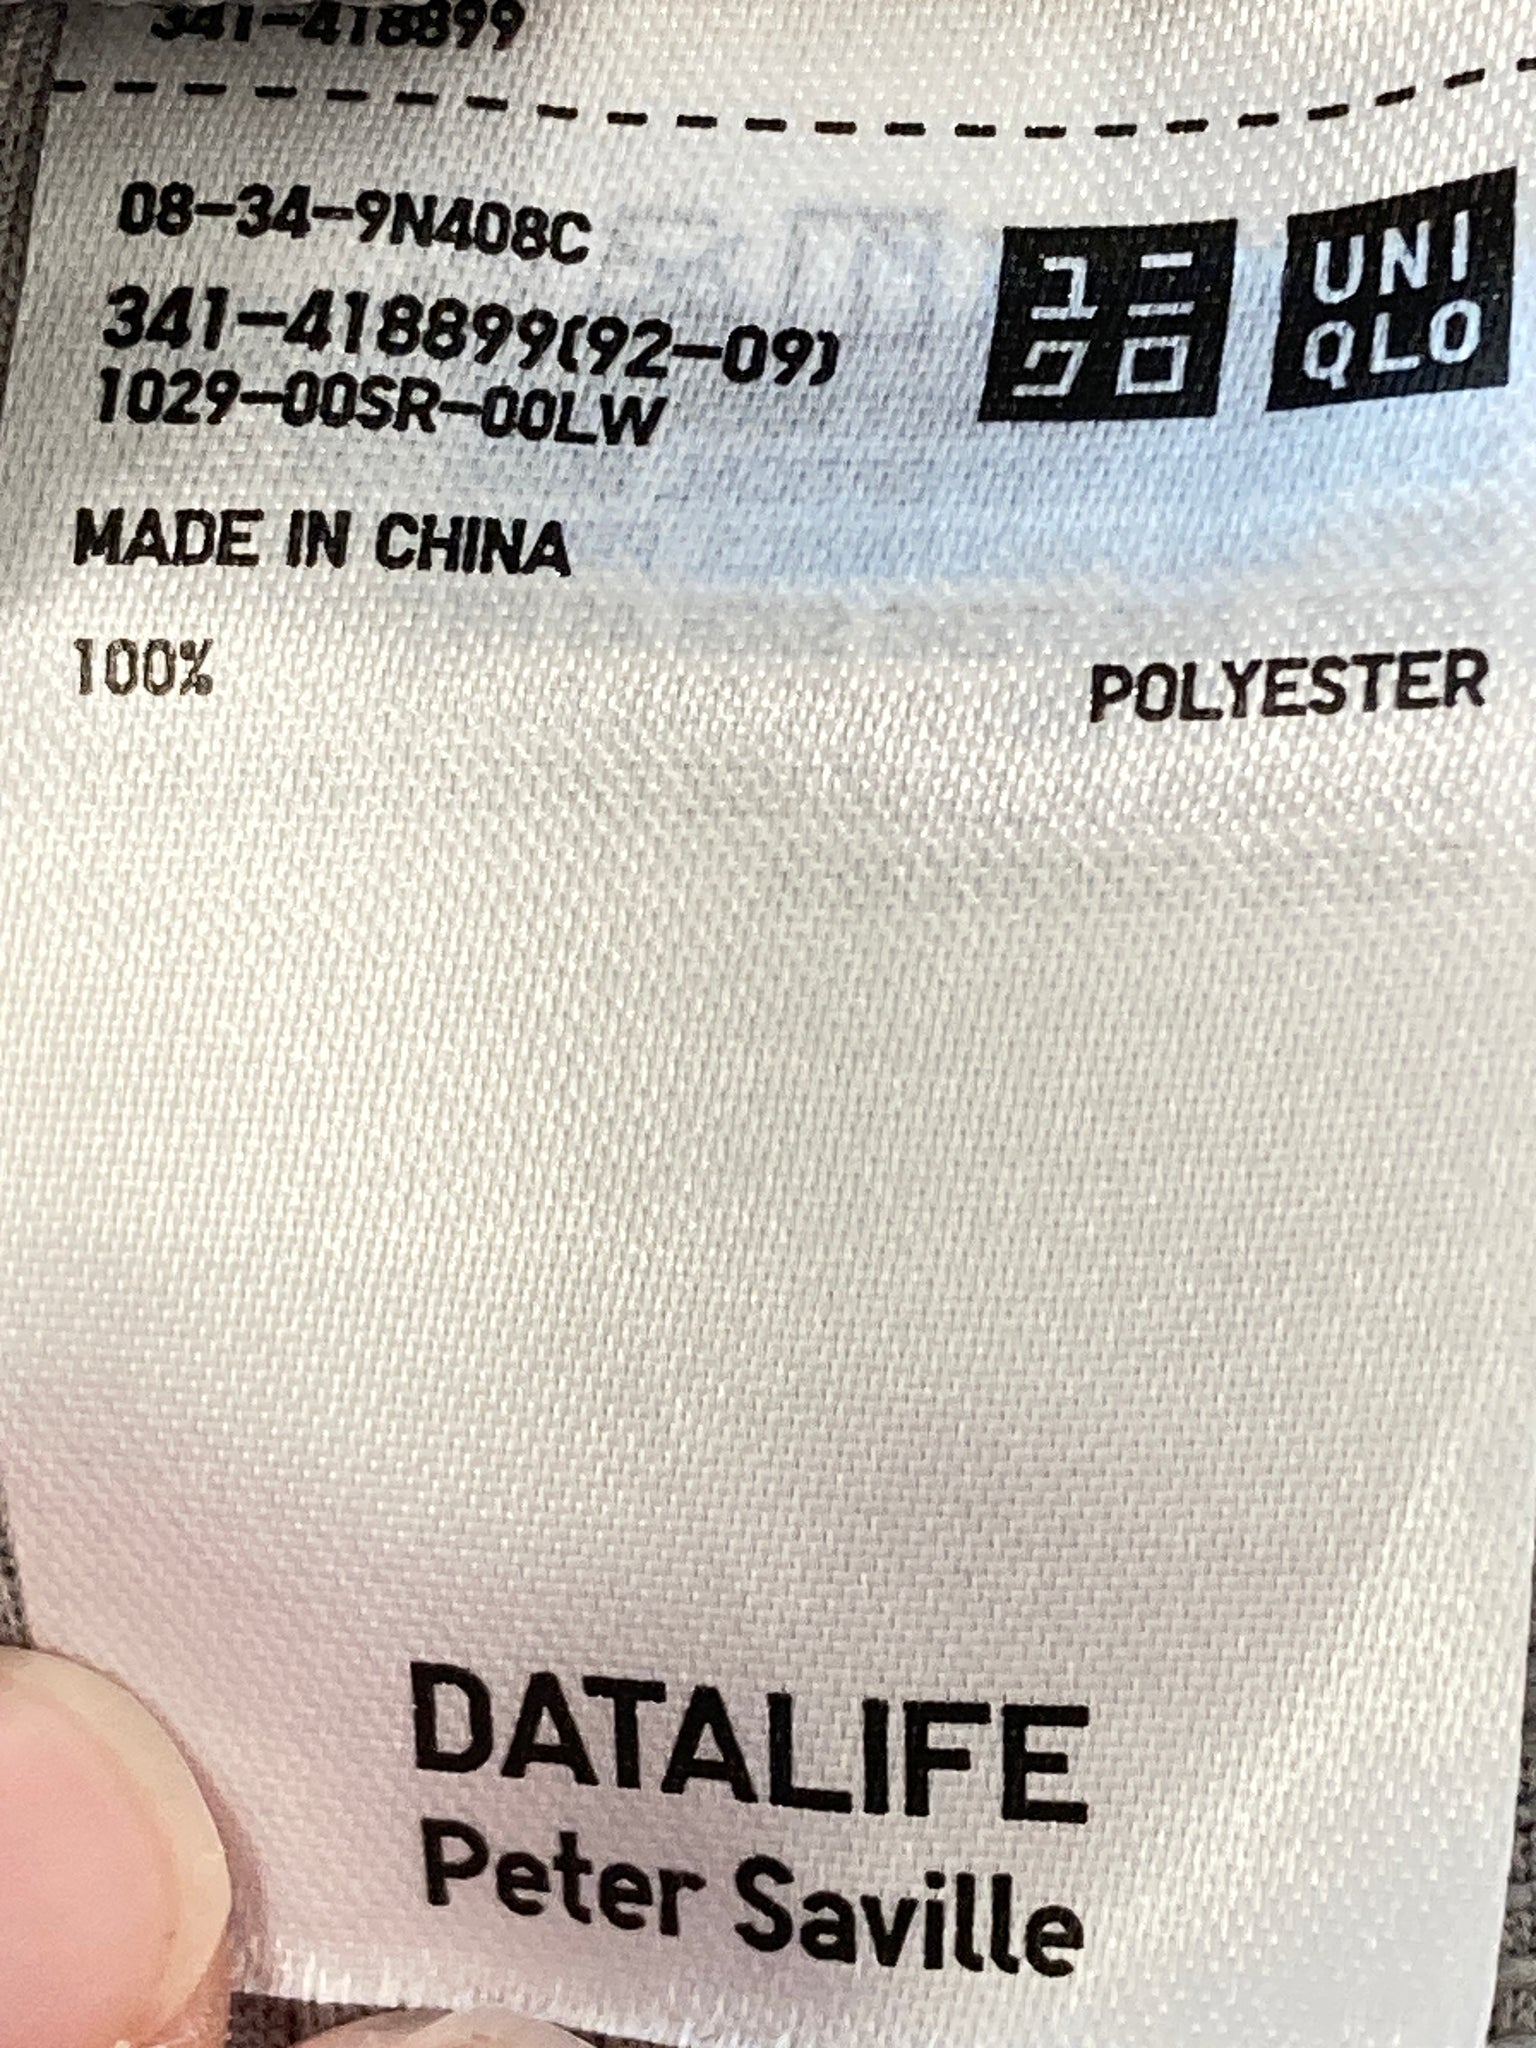 341-418899
08-34-9N408C
341-418899(92-09)
1029-00SR-00LW
ユニ
クロ
UNI
QLO
MADE IN CHINA
100% POLYESTER
DATALIFE
Peter Saville